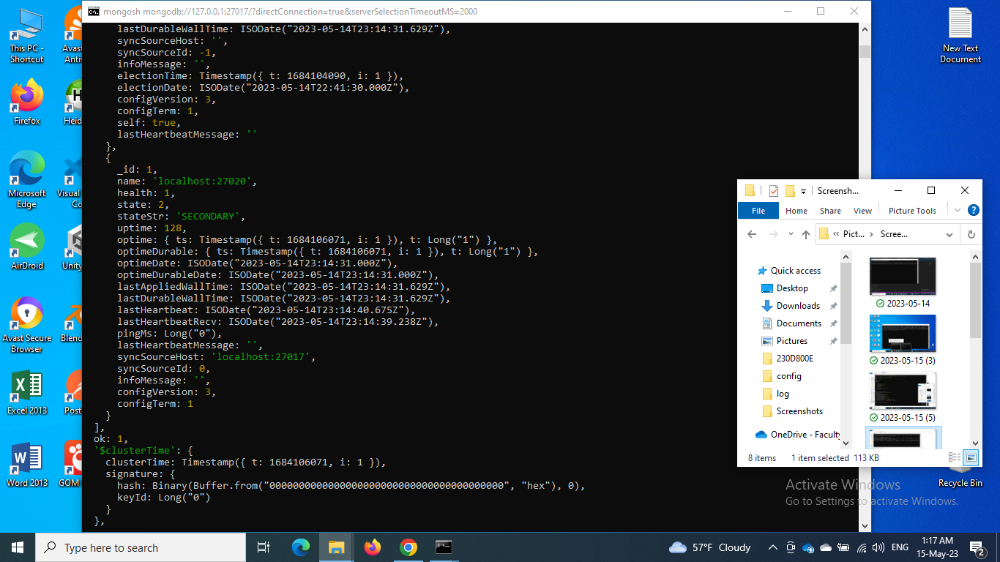 mongosh mongodb://127.0.0.1:27017/?directConnection=true&serverSelectionTimeoutMS=2000
lastDurableWallTime: ISODate("2023-05-14T23:14:31.629Z"),
syncSourceHost: '',
syncSourceId: -1,
infoMessage: '',
electionTime: Timestamp({ t: 1684104090, i: 1 }),
electionDate: ISODate("2023-05-14T22:41:30.000Z"),
configVersion: 3,
configTerm: 1,
self: true,
lastHeartbeatMessage: ''
},
{
_id: 1,
name: 'localhost:27020',
health: 1,
state: 2,
stateStr: 'SECONDARY',
uptime: 128,
optime: { ts: Timestamp({ t: 1684106071, i: 1 }), t: Long("1") },
optimeDurable: { ts: Timestamp({ t: 1684106071, i: 1 }), t: Long("1") },
optimeDate: ISODate("2023-05-14T23:14:31.000Z"),
optimeDurableDate: ISODate("2023-05-14T23:14:31.000Z"),
lastAppliedWallTime: ISODate("2023-05-14T23:14:31.629Z"),
lastDurableWallTime: ISODate("2023-05-14T23:14:31.629Z"),
lastHeartbeat: ISODate("2023-05-14T23:14:40.675Z"),
lastHeartbeatRecv: ISODate("2023-05-14T23:14:39.238Z"),
pingMs: Long("0"),
lastHeartbeatMessage: '',
syncSourceHost: 'localhost:27017',
syncSourceId: 0,
infoMessage: '',
configVersion: 3,
configTerm: 1
}
],
ok: 1,
'$clusterTime': {
clusterTime: Timestamp({ t: 1684106071, i: 1 }),
signature: {
hash: Binary(Buffer.from("0000000000000000000000000000000000000000", "hex"), 0),
keyId: Long("0")
}
},
This PC -
Shortcut
Avas
Anti
Firefox
Heid
Microsoft
Edge
Visual
Co
AirDroid
Unity
Avast Secure
Browser
Blend
Excel 2013
Post
Word 2013
GOM
New Text
Document
Screensh...
File
Home
Share
View
Picture Tools
Pict...
Scree...
Quick access
Desktop
Downloads
Documents
Pictures
230D800E
config
log
Screenshots
OneDrive - Faculty
2023-05-14
2023-05-15 (3)
2023-05-15 (5)
8 items
1 item selected 113 KB
Recycle Bin
Activate Windows
Go to Settings to activate Windows.
Type here to search
57°F Cloudy
ENG
1:17 AM
15-May-23
2